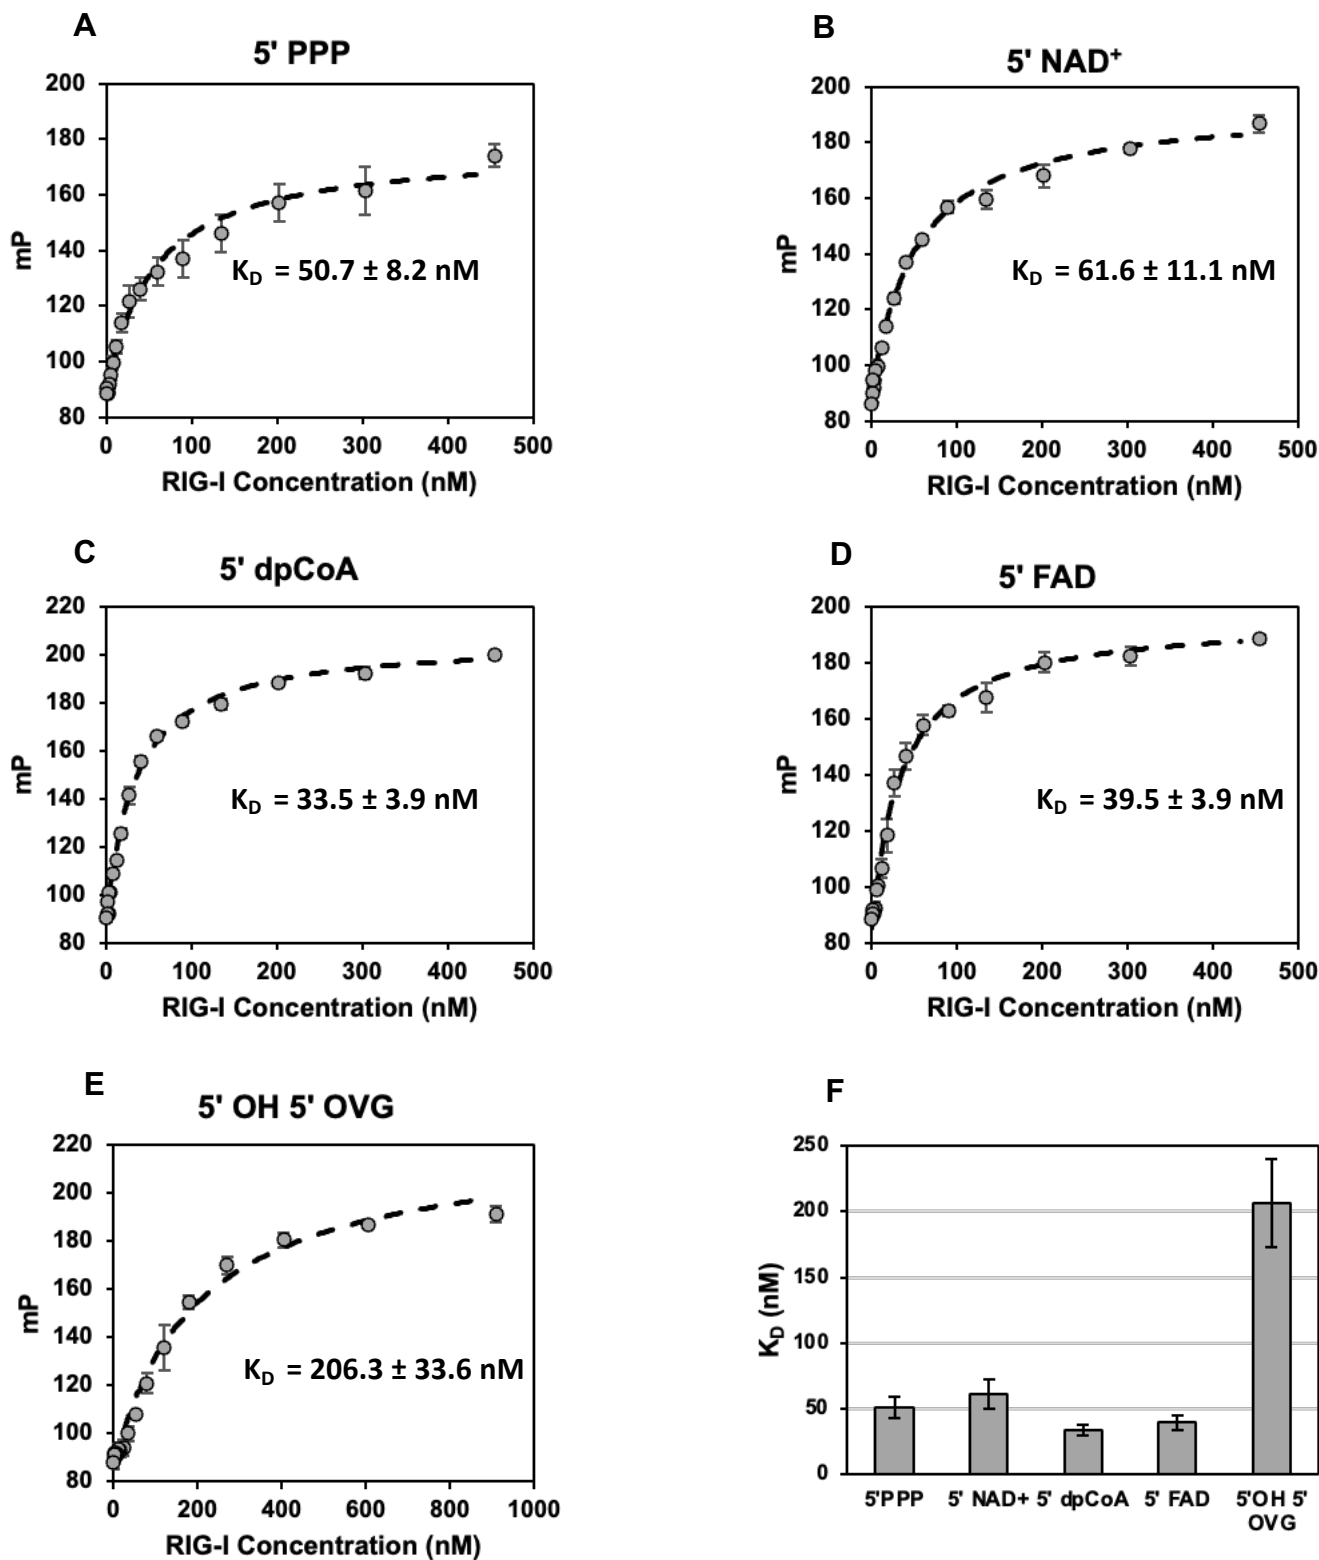 A
5' PPP
200
180
160
140
120
100
80
mP
K_D = 50.7 ± 8.2 nM
0 100 200 300 400 500
RIG-I Concentration (nM)
B
5' NAD⁺
200
180
160
140
120
100
80
mP
K_D = 61.6 ± 11.1 nM
0 100 200 300 400 500
RIG-I Concentration (nM)
C
5' dpCoA
220
200
180
160
140
120
100
80
mP
K_D = 33.5 ± 3.9 nM
0 100 200 300 400 500
RIG-I Concentration (nM)
D
5' FAD
200
180
160
140
120
100
80
mP
K_D = 39.5 ± 3.9 nM
0 100 200 300 400 500
RIG-I Concentration (nM)
E
5' OH 5' OVG
220
200
180
160
140
120
100
80
mP
K_D = 206.3 ± 33.6 nM
0 200 400 600 800 1000
RIG-I Concentration (nM)
F
250
200
150
100
50
0
K_D (nM)
5'PPP 5' NAD+ 5' dpCoA 5' FAD 5'OH 5'
OVG